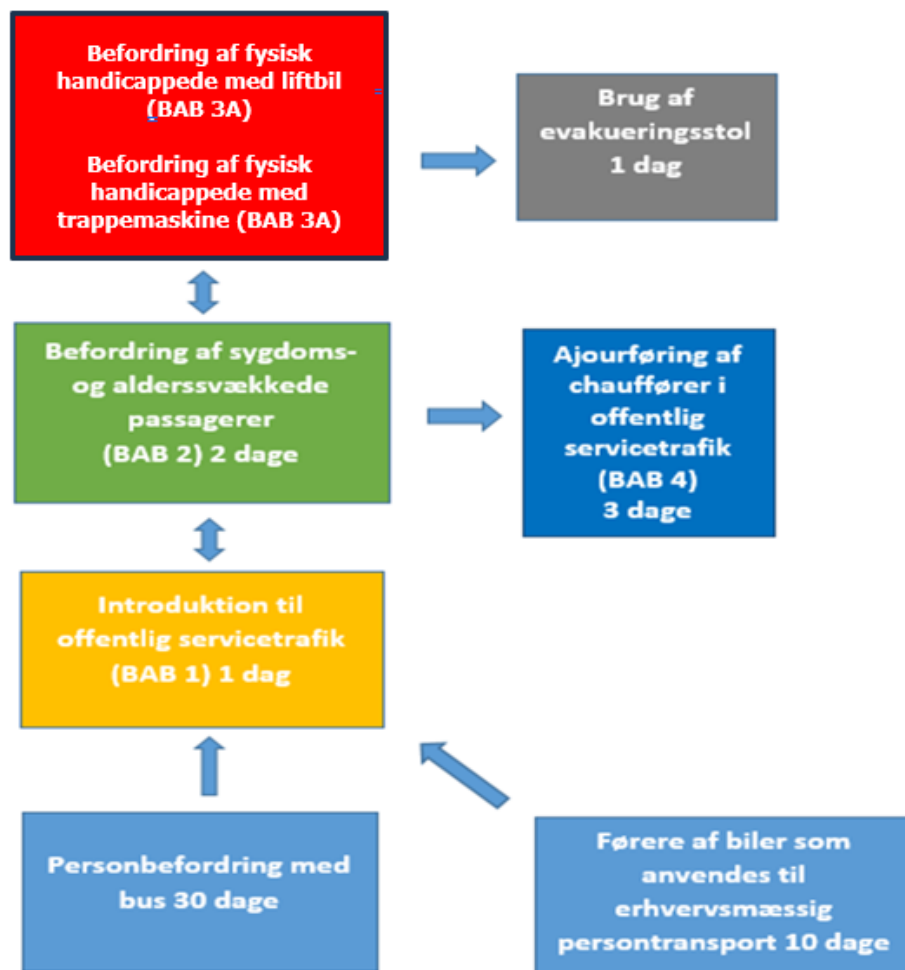 Befordring af fysisk
handicappede med liftbil
(BAB 3A)
Befordring af fysisk
handicappede med
trappemaskine (BAB 3A)
Brug af
evakueringsstol
1 dag
Befordring af sygdoms-
og alderssvækkede
passagerer
(BAB 2) 2 dage
Ajourføring af
chauffører i
offentlig
servicetrafik
(BAB 4)
3 dage
Introduktion til
offentlig servicetrafik
(BAB 1) 1 dag
Personbefordring med
bus 30 dage
Førere af biler som
anvendes til
erhvervsmæssig
persontransport 10 dage